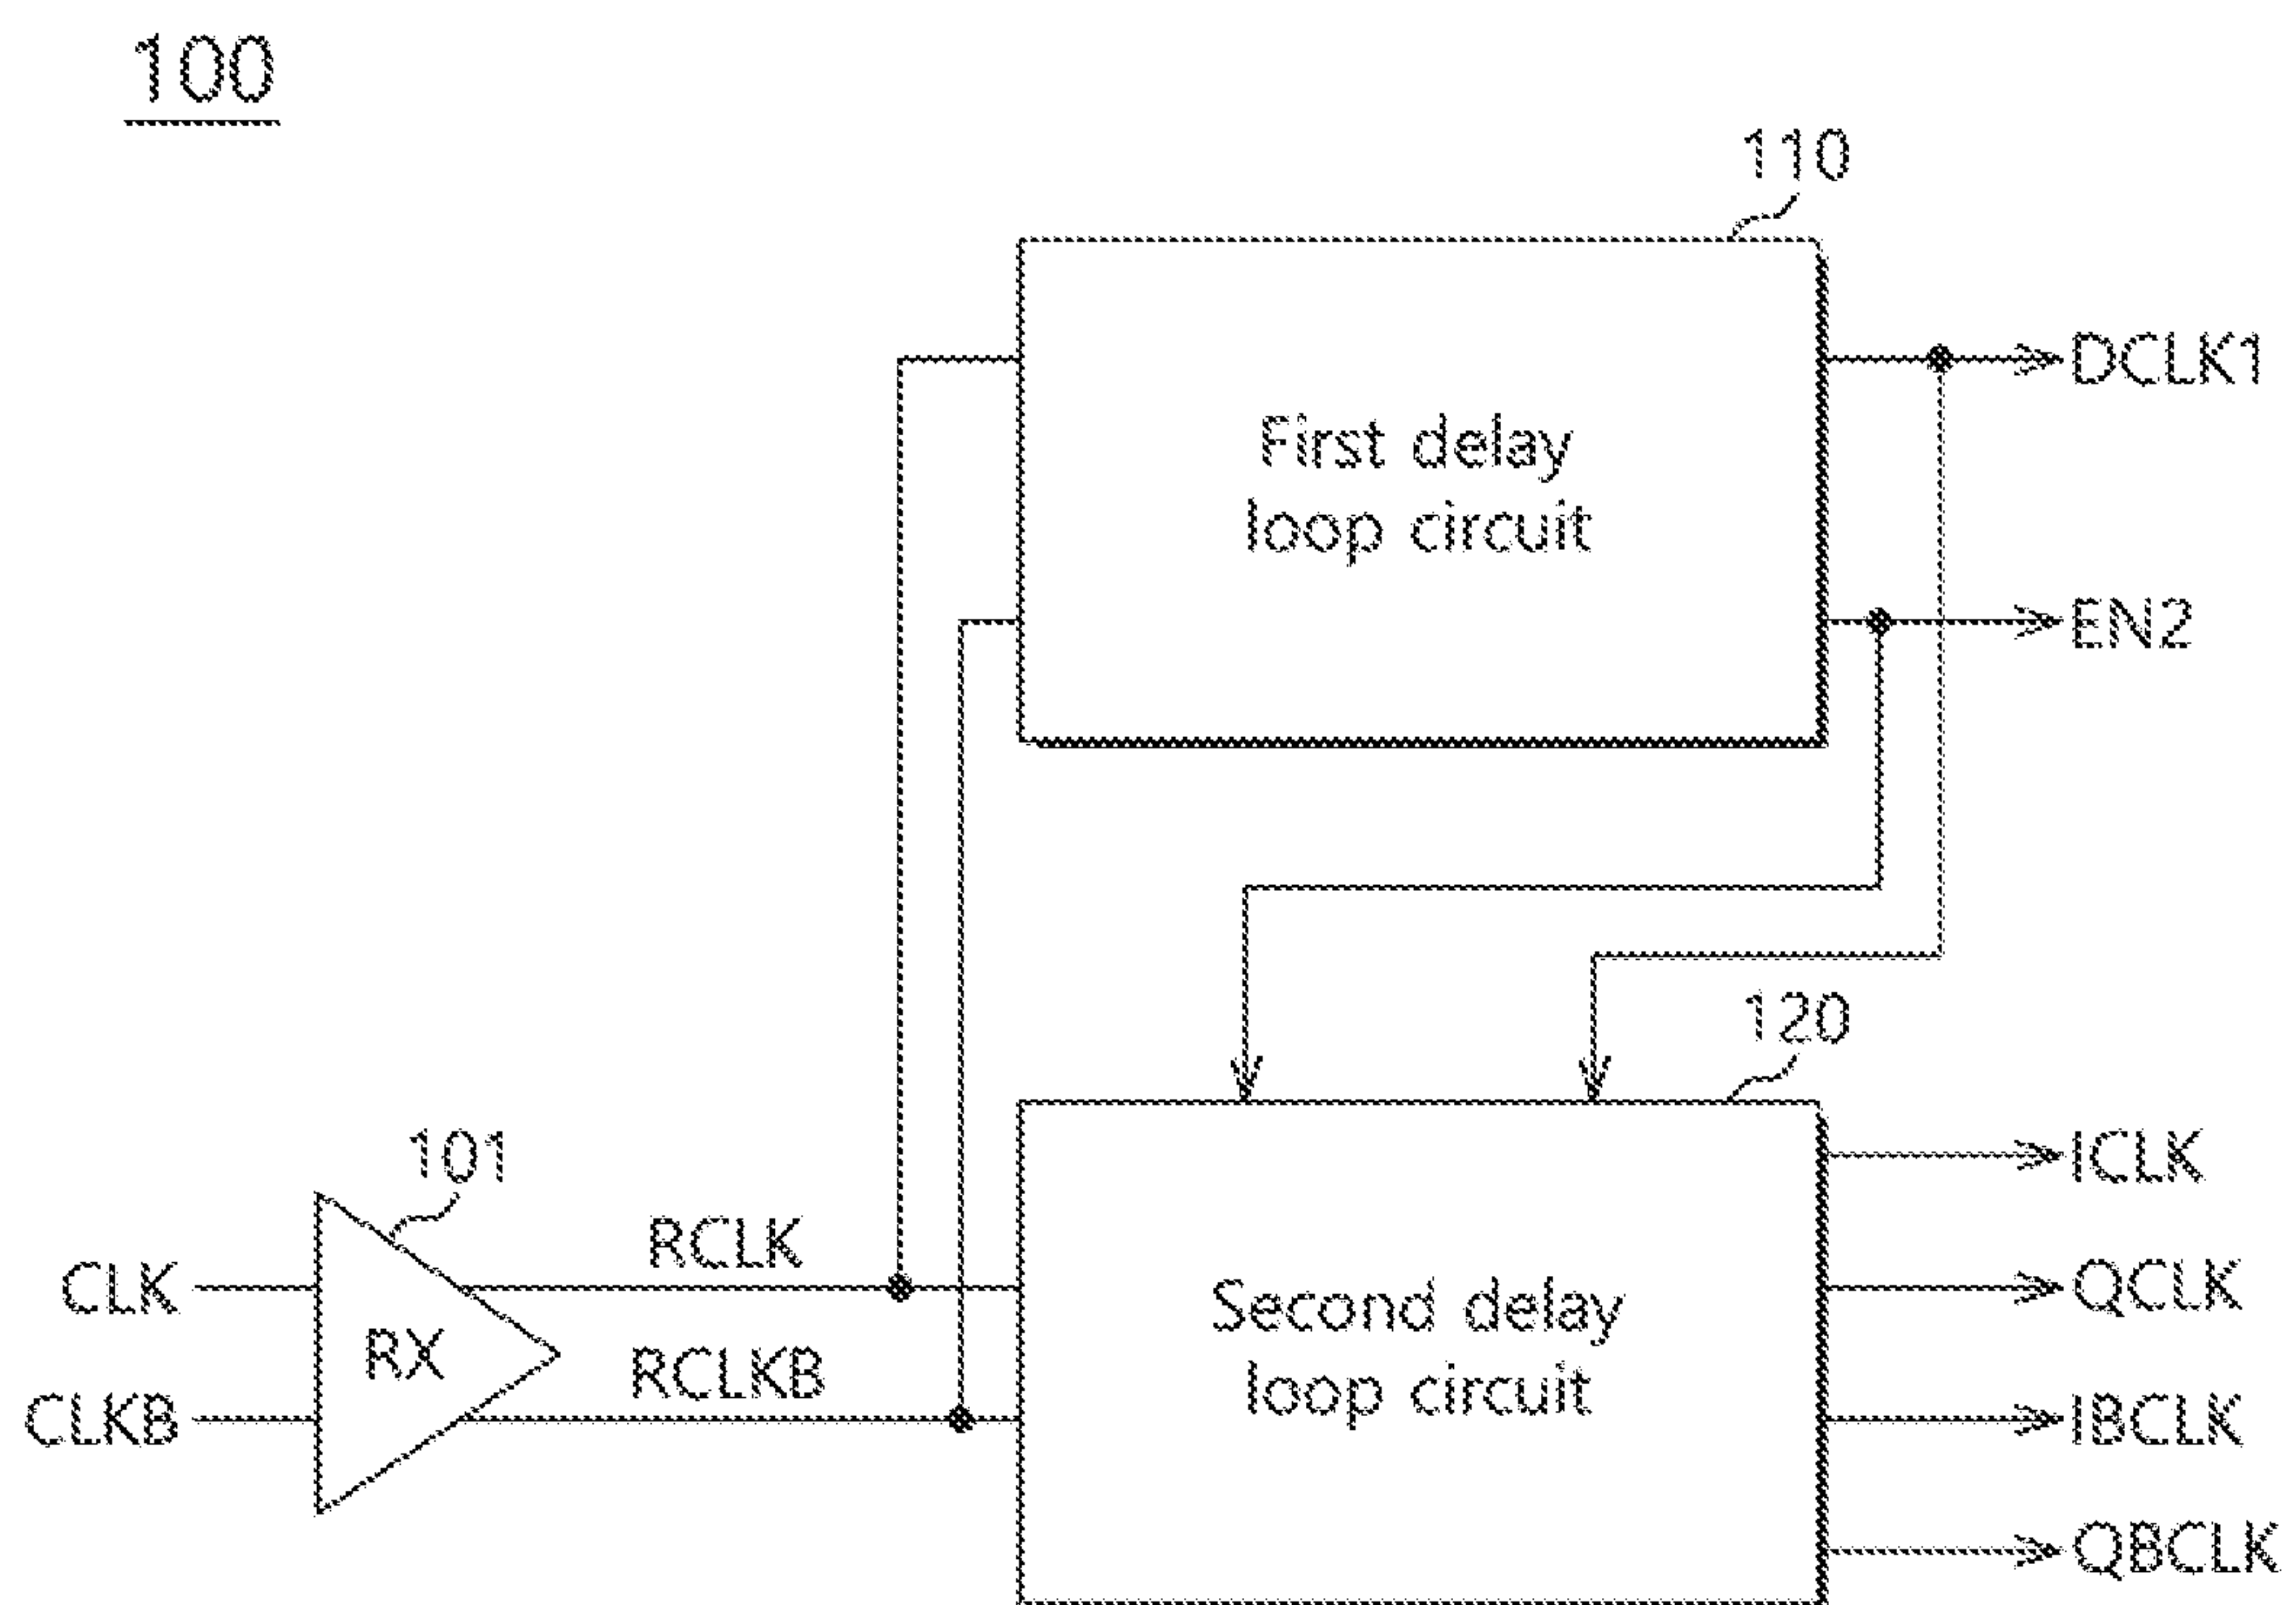 100
110
DCLK1
First delay
loop circuit
EN2
120
101
ICLK
RCLK
CLK
QCLK
Second delay
RX
RCLKB
loop circuit
CLKB
IBCLK
QBCLK